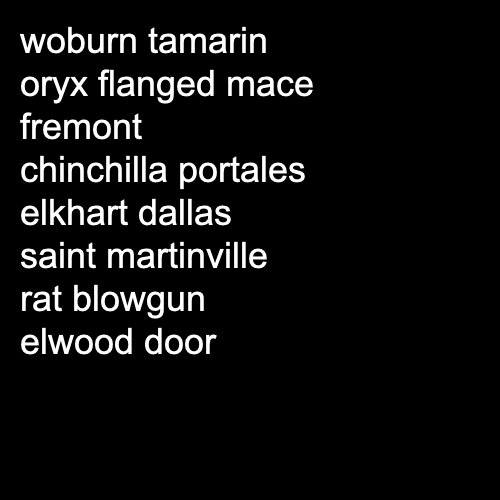 woburn tamarin
oryx flanged mace
fremont
chinchilla portales
elkhart dallas
saint martinville
rat blowgun
elwood door